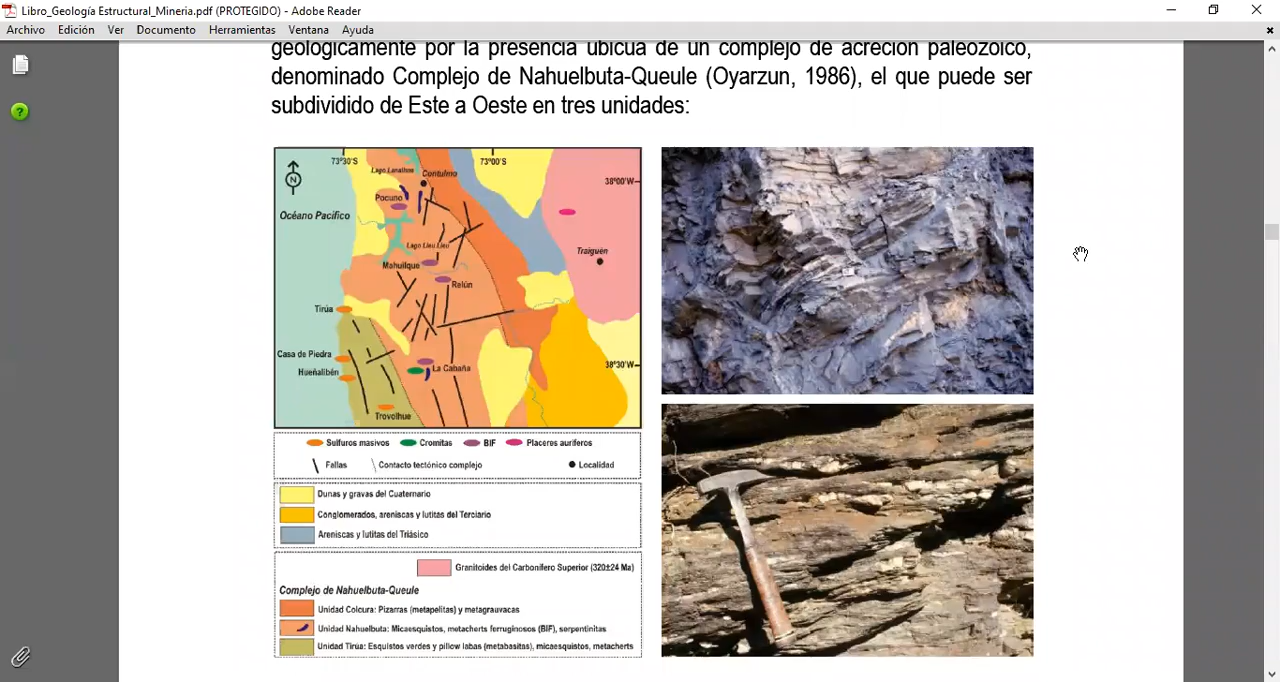 Libro_Geología Estructural_Mineria.pdf (PROTEGIDO) - Adobe Reader
Archivo Edición Ver Documento Herramientas Ventana Ayuda
geológicamente por la presencia ubicua de un complejo de acreción paleozoico,
denominado Complejo de Nahuelbuta-Queule (Oyarzun, 1986), el que puede ser
subdividido de Este a Oeste en tres unidades:
73°30'S
73°00'S
N
Lago Lanalhue
Contulmo
38°00'W
Pocuno
Océano Pacífico
Lago Lleu Lleu
Traiguén
Mahuilque
Relún
Tirúa
Casa de Piedra
38°30'W
Hueñalibén
La Cabaña
Trovolhue
Sulfuros masivos Cromitas BIF Placeres auríferos
Fallas Contacto tectónico complejo Localidad
Dunas y gravas del Cuaternario
Conglomerados, areniscas y lutitas del Terciario
Areniscas y lutitas del Triásico
Granitoides del Carbonífero Superior (320±24 Ma)
Complejo de Nahuelbuta-Queule
Unidad Colcura: Pizarras (metapelitas) y metagrauvacas
Unidad Nahuelbuta: Micaesquistos, metacherts ferruginosos (BIF), serpentinitas
Unidad Tirúa: Esquistos verdes y pillow labas (metabasitas), micaesquistos, metacherts